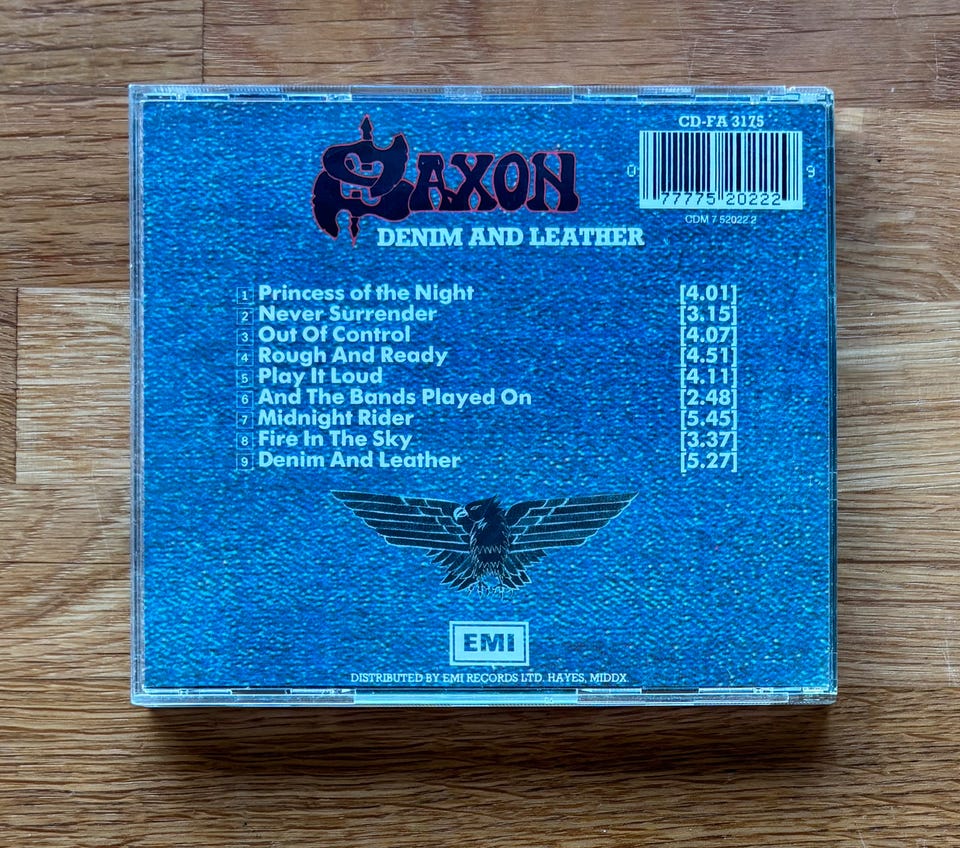 CD-FA 3175
0 77775 20222 9
CDM 7 52022 2
SAXON
DENIM AND LEATHER
1 Princess of the Night [4.01]
2 Never Surrender [3.15]
3 Out Of Control [4.07]
4 Rough And Ready [4.51]
5 Play It Loud [4.11]
6 And The Bands Played On [2.48]
7 Midnight Rider [5.45]
8 Fire In The Sky [3.37]
9 Denim And Leather [5.27]
EMI
DISTRIBUTED BY EMI RECORDS LTD. HAYES, MIDDX.